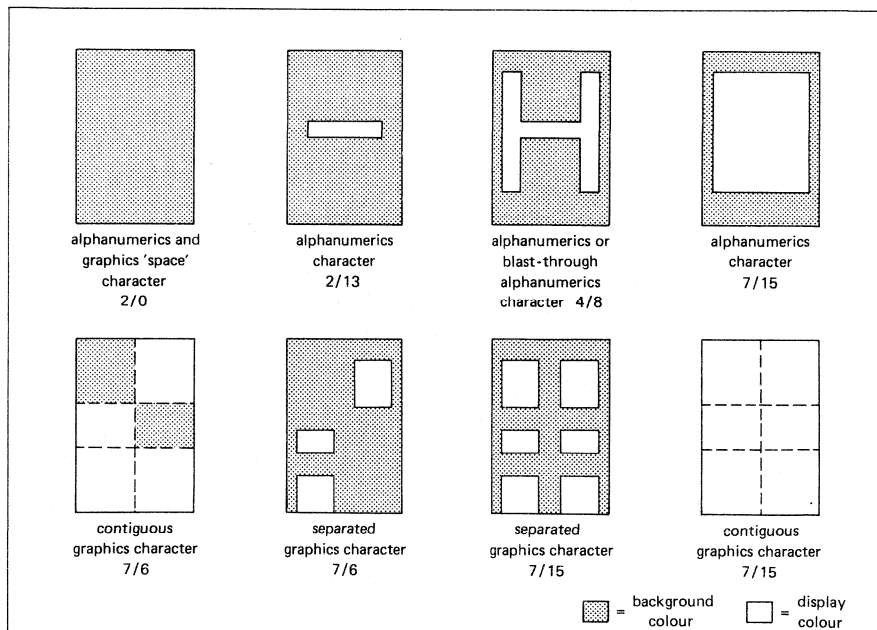 alphanumerics and
graphics 'space'
character
2/0
alphanumerics
character
2/13
alphanumerics or
blast-through
alphanumerics
character 4/8
alphanumerics
character
7/15
contiguous
graphics character
7/6
separated
graphics character
7/6
separated
graphics character
7/15
contiguous
graphics character
7/15
= background
colour
= display
colour